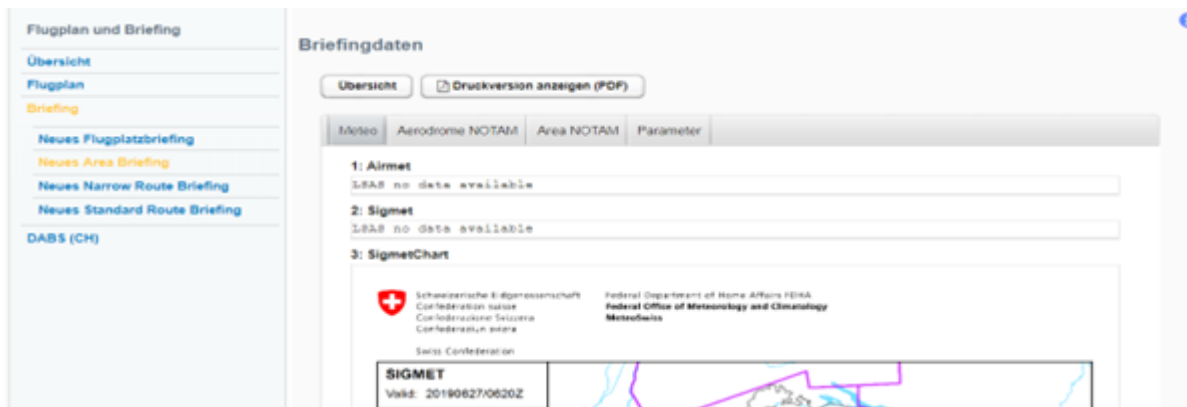 Flugplan und Briefing
Übersicht
Flugplan
Briefing
Neues Flugplatzbriefing
Neues Area Briefing
Neues Narrow Route Briefing
Neues Standard Route Briefing
DABS (CH)
Briefingdaten
Übersicht
Druckversion anzeigen (PDF)
Meteo
Aerodrome NOTAM
Area NOTAM
Parameter
1: Airmet
LSAS no data available
2: Sigmet
LSAS no data available
3: SigmetChart
Schweizerische Eidgenossenschaft
Confédération suisse
Confederazione Svizzera
Confederaziun svizra
Swiss Confederation
Federal Department of Home Affairs FDHA
Federal Office of Meteorology and Climatology
MeteoSwiss
SIGMET
Valid: 20190627/0620Z